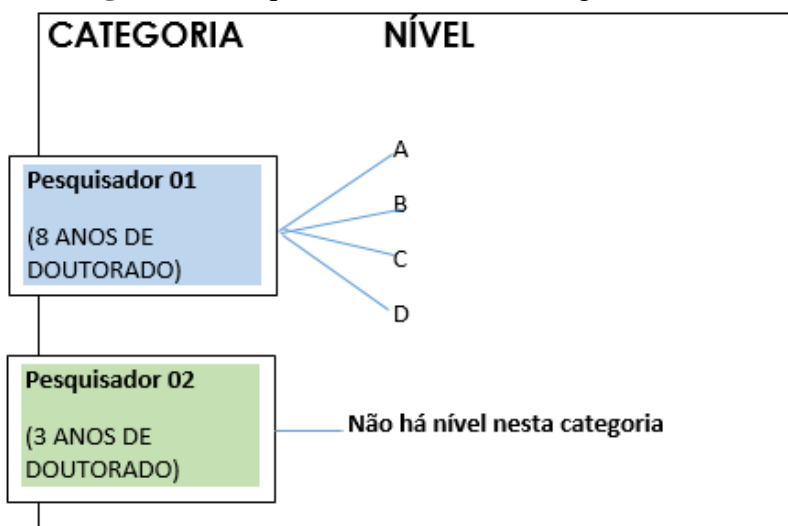 CATEGORIA NÍVEL
A
Pesquisador 01
B
(8 ANOS DE
DOUTORADO)
C
D
Pesquisador 02
Não há nível nesta categoria
(3 ANOS DE
DOUTORADO)